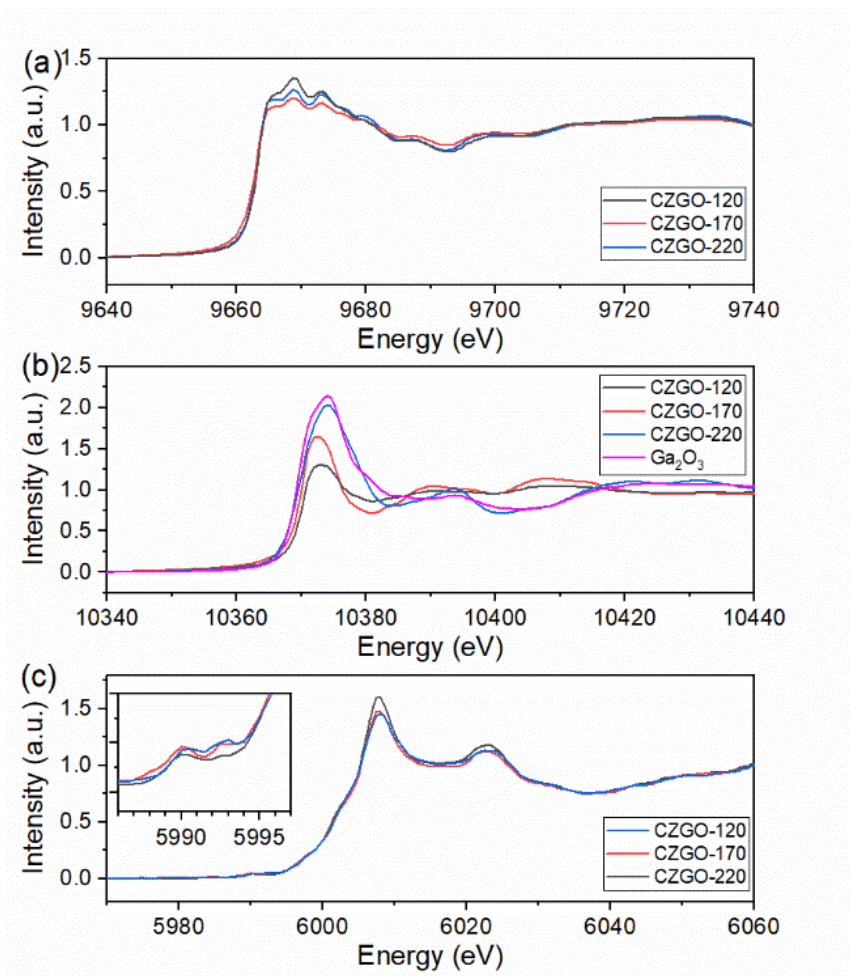 (a)
1.5
1.0
0.5
0.0
Intensity (a.u.)
CZGO-120
CZGO-170
CZGO-220
9640 9660 9680 9700 9720 9740
Energy (eV)
(b)
2.5
2.0
1.5
1.0
0.5
0.0
Intensity (a.u.)
CZGO-120
CZGO-170
CZGO-220
Ga₂O₃
10340 10360 10380 10400 10420 10440
Energy (eV)
(c)
1.5
1.0
0.5
0.0
Intensity (a.u.)
5990 5995
CZGO-120
CZGO-170
CZGO-220
5980 6000 6020 6040 6060
Energy (eV)